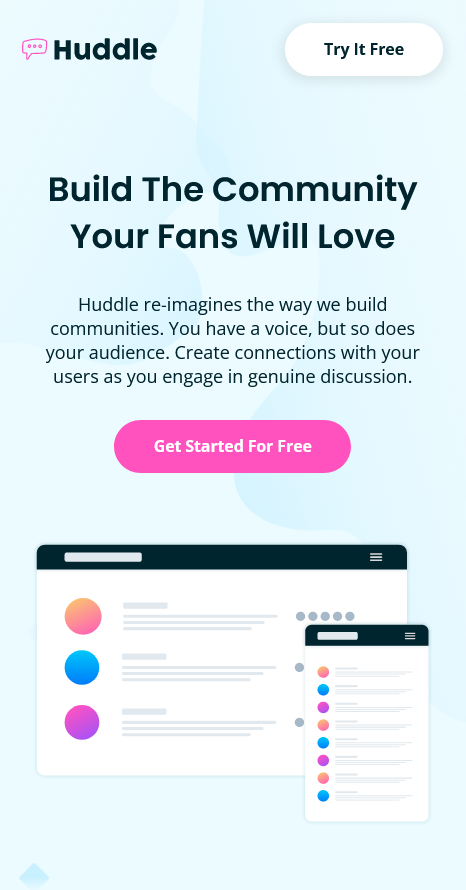 Huddle
Try It Free
Build The Community
Your Fans Will Love
Huddle re-imagines the way we build
communities. You have a voice, but so does
your audience. Create connections with your
users as you engage in genuine discussion.
Get Started For Free